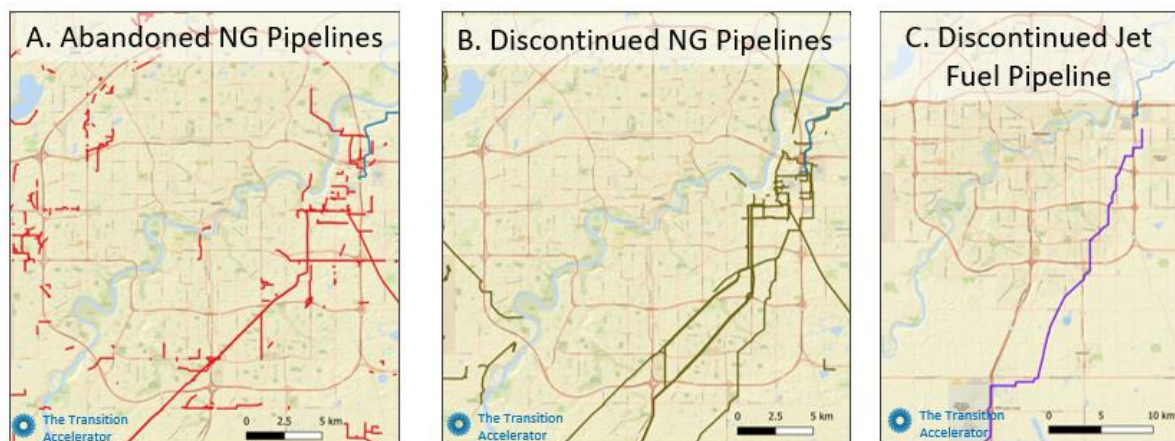 A. Abandoned NG Pipelines
The Transition
Accelerator
0 2.5 5 km
B. Discontinued NG Pipelines
The Transition
Accelerator
0 2.5 5 km
C. Discontinued Jet
Fuel Pipeline
The Transition
Accelerator
0 5 10 km